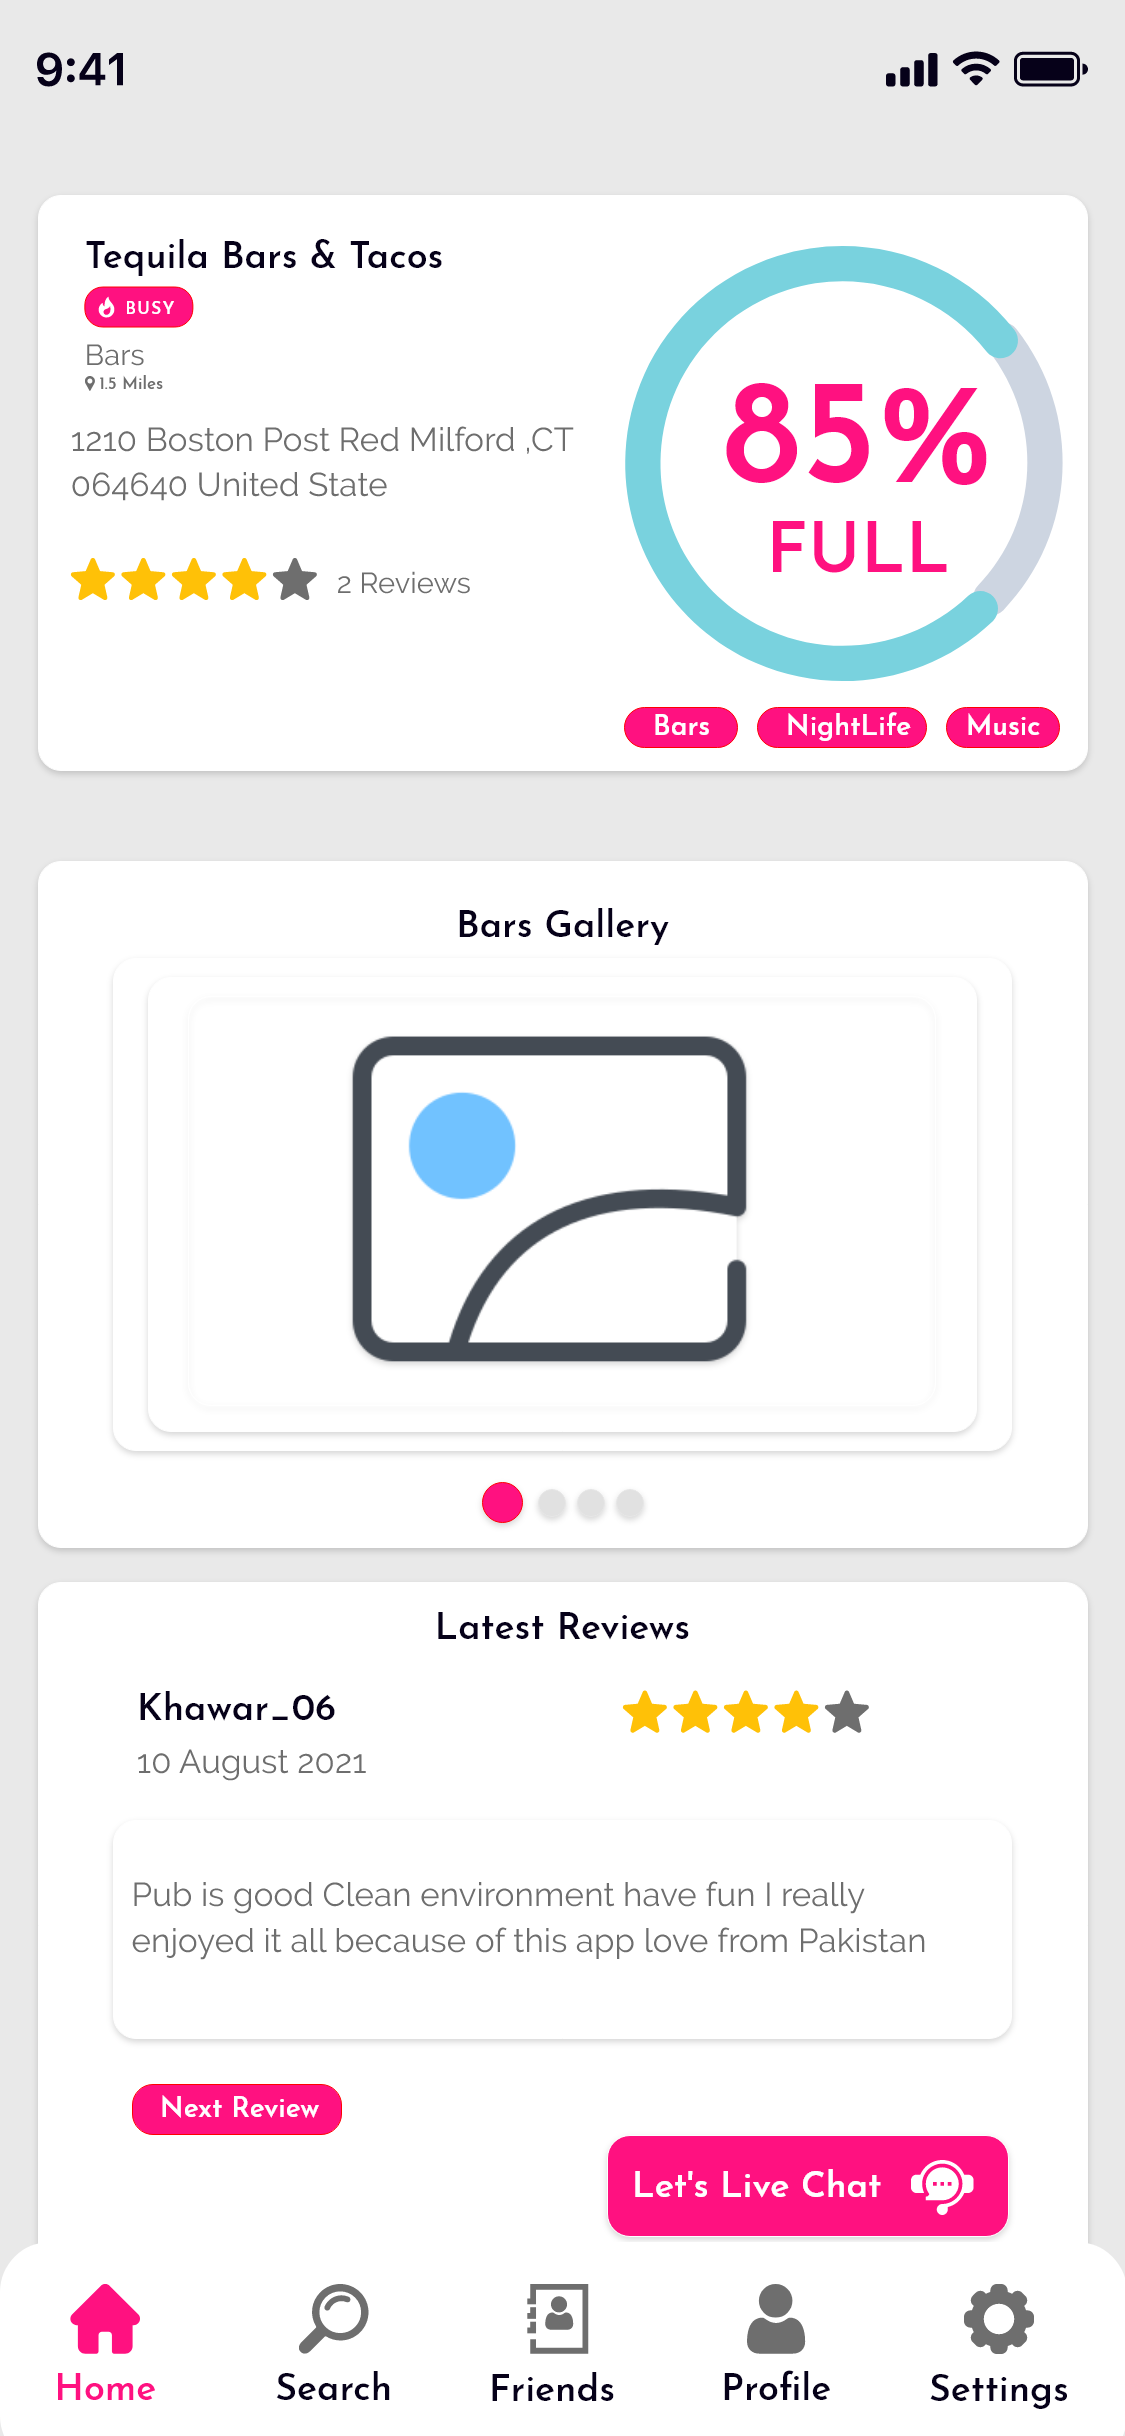 9:41
Tequila Bars & Tacos
BUSY
Bars
1.5 Miles
1210 Boston Post Red Milford ,CT
064640 United State
2 Reviews
85%
FULL
Bars
NightLife
Music
Bars Gallery
Latest Reviews
Khawar_06
10 August 2021
Pub is good Clean environment have fun I really
enjoyed it all because of this app love from Pakistan
Next Review
Let's Live Chat
Home
Search
Friends
Profile
Settings